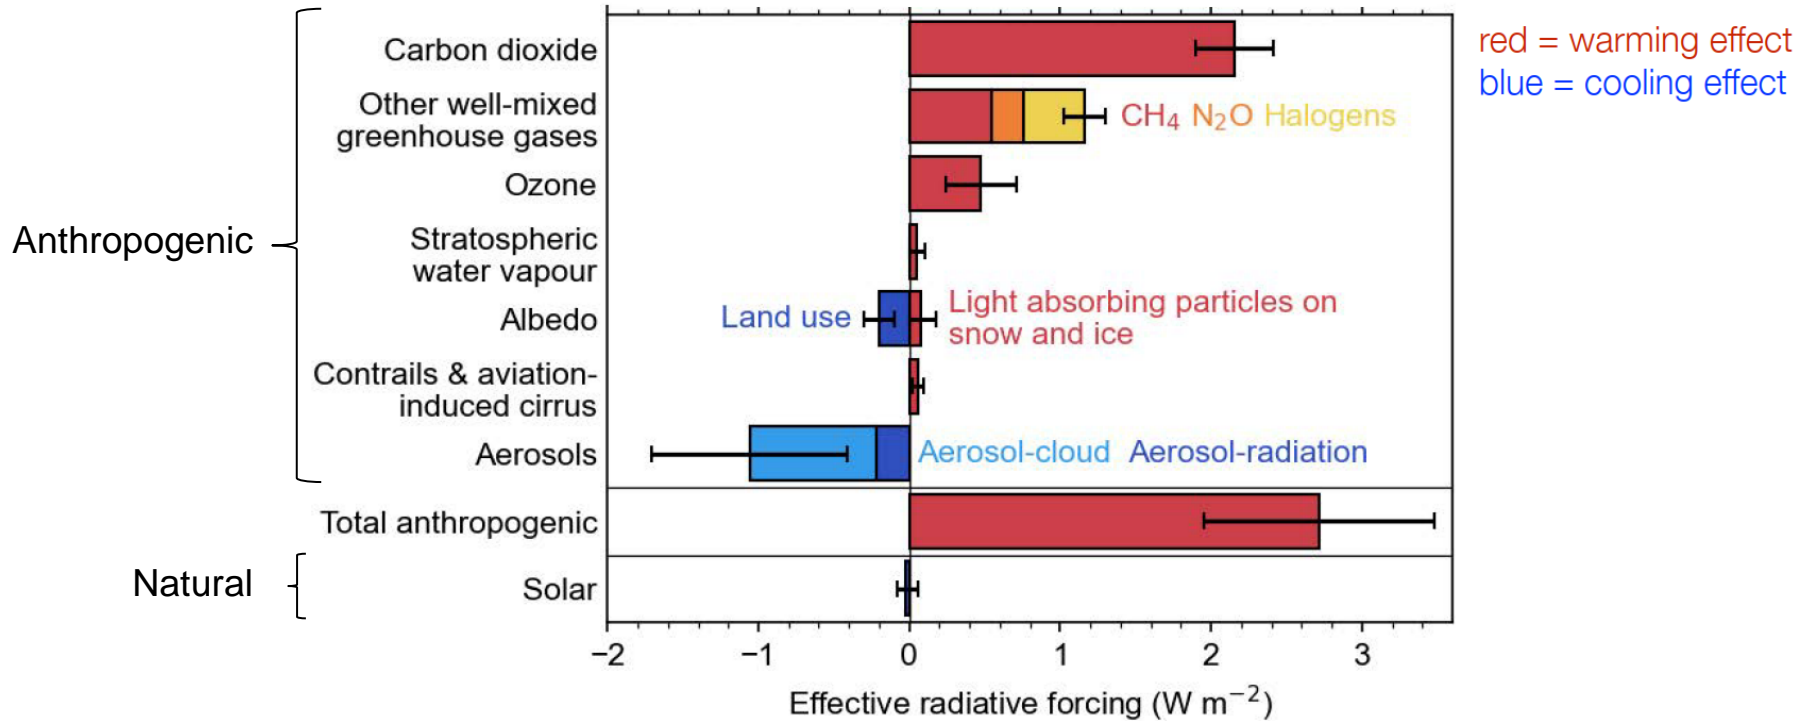 Carbon dioxide
red = warming effect
blue = cooling effect
Other well-mixed
greenhouse gases
CH₄ N₂O Halogens
Ozone
Anthropogenic
Stratospheric
water vapour
Albedo
Land use
Light absorbing particles on
snow and ice
Contrails & aviation-
induced cirrus
Aerosols
Aerosol-cloud Aerosol-radiation
Total anthropogenic
Natural
Solar
−2 −1 0 1 2 3
Effective radiative forcing (W m⁻²)